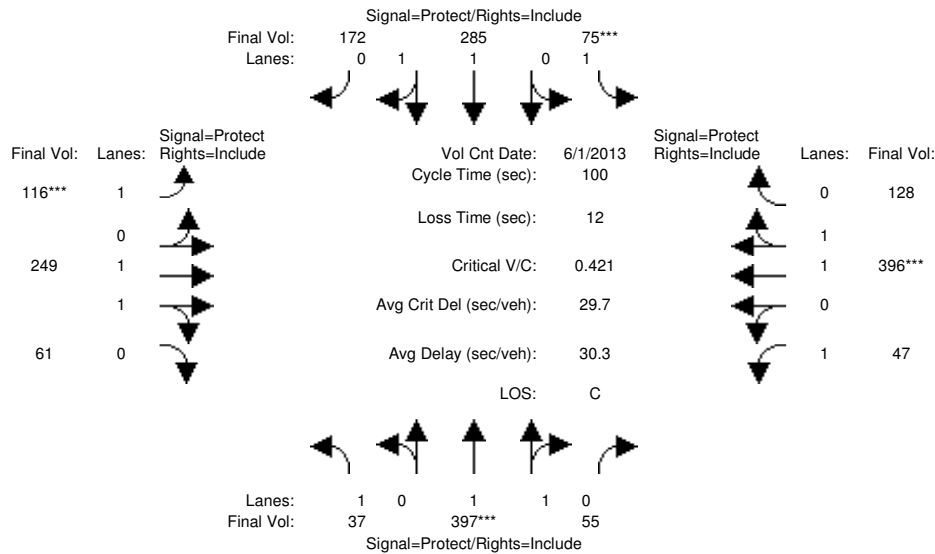 Signal=Protect/Rights=Include
Final Vol: 172 285 75***
Lanes: 0 1 1 0 1
Signal=Protect
Final Vol: Lanes: Rights=Include
Vol Cnt Date: 6/1/2013
Signal=Protect
Rights=Include Lanes: Final Vol:
Cycle Time (sec): 100
116*** 1
0 128
Loss Time (sec): 12
0
1
249 1
Critical V/C: 0.421
1 396***
1
Avg Crit Del (sec/veh): 29.7
0
61 0
Avg Delay (sec/veh): 30.3
1 47
LOS: C
Lanes: 1 0 1 1 0
Final Vol: 37 397*** 55
Signal=Protect/Rights=Include